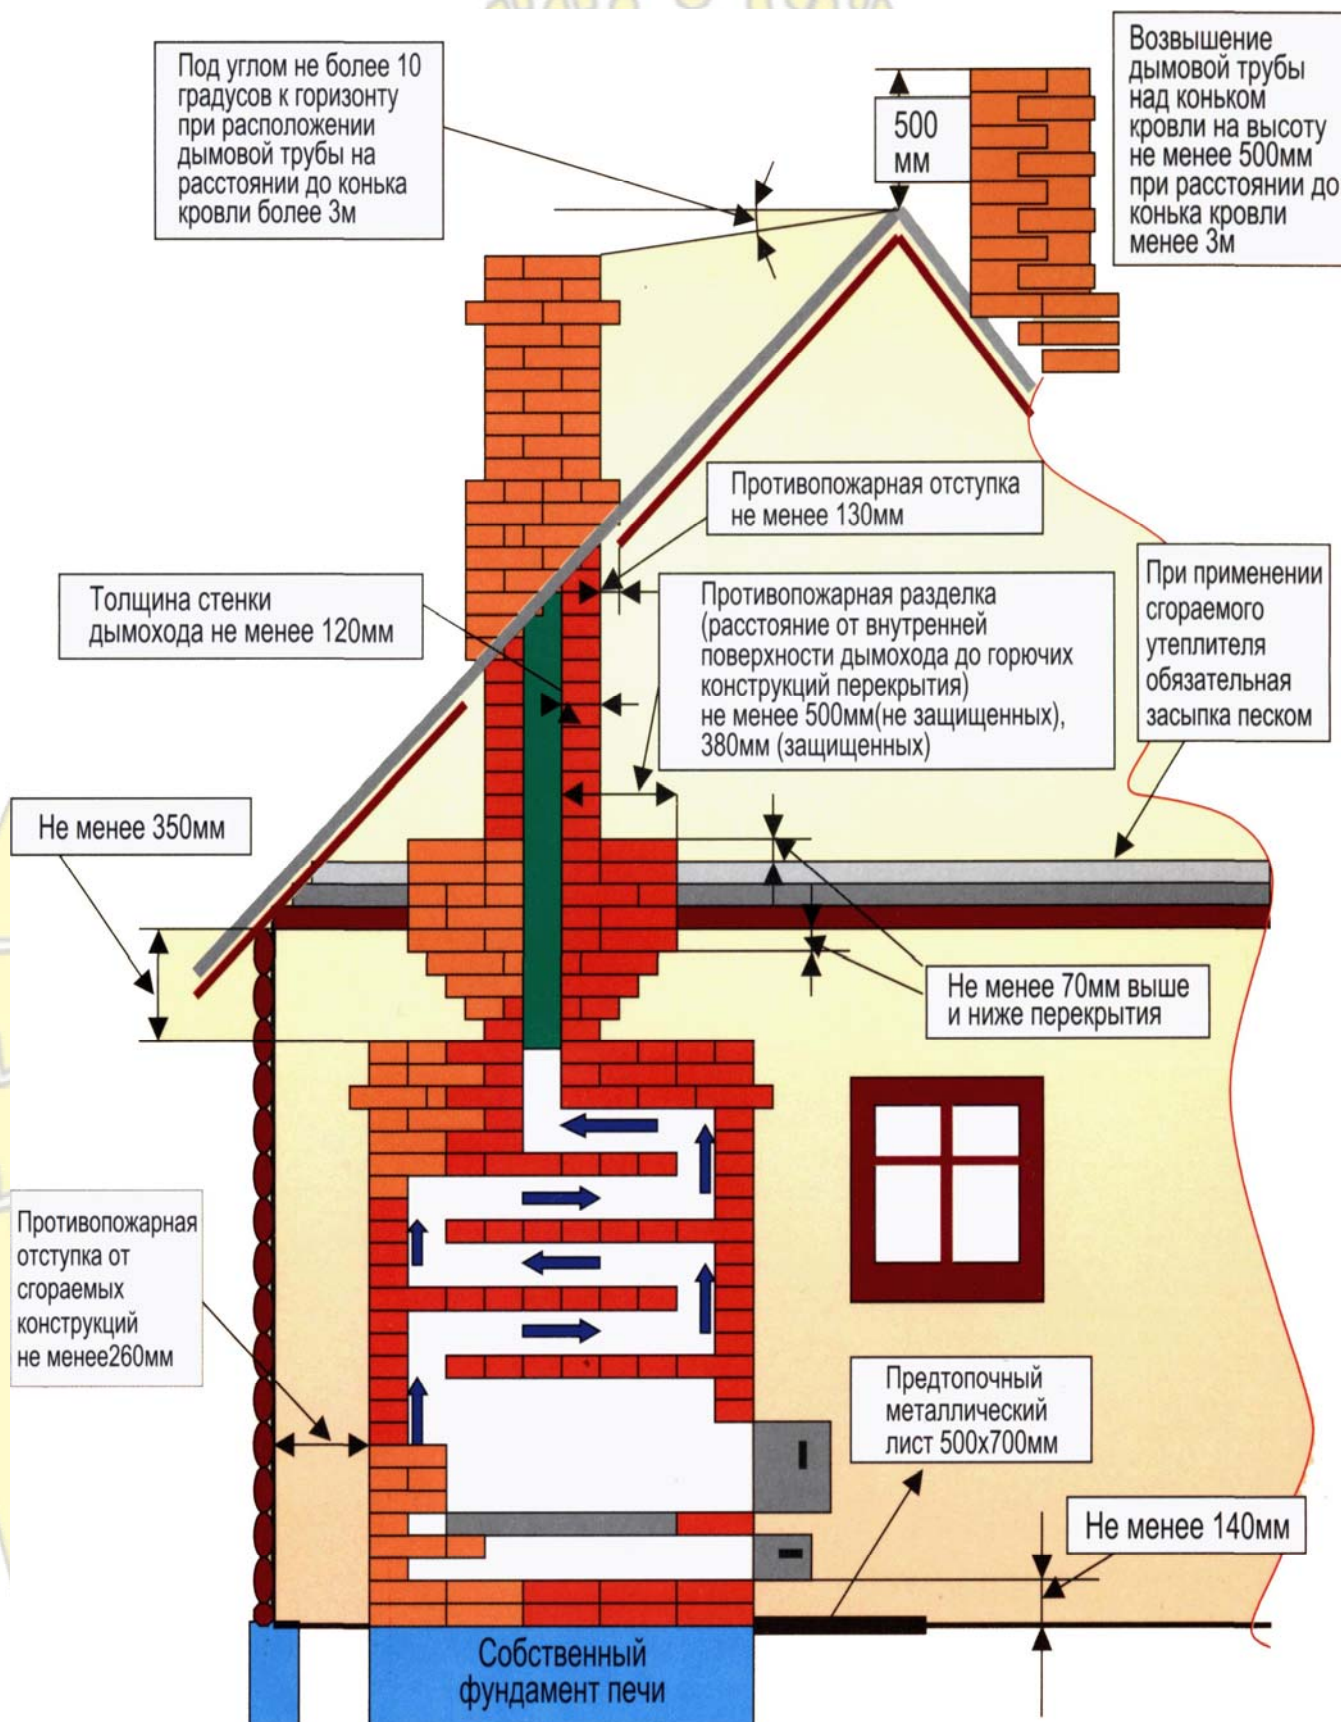 Под углом не более 10
градусов к горизонту
при расположении
дымовой трубы на
расстоянии до конька
кровли более 3м
500
мм
Возвышение
дымовой трубы
над коньком
кровли на высоту
не менее 500мм
при расстоянии до
конька кровли
менее 3м
Противопожарная отступка
не менее 130мм
Толщина стенки
дымохода не менее 120мм
Противопожарная разделка
(расстояние от внутренней
поверхности дымохода до горючих
конструкций перекрытия)
не менее 500мм(не защищенных),
380мм (защищенных)
При применении
сгораемого
утеплителя
обязательная
засыпка песком
Не менее 350мм
Не менее 70мм выше
и ниже перекрытия
Противопожарная
отступка от
сгораемых
конструкций
не менее260мм
Предтопочный
металлический
лист 500х700мм
Не менее 140мм
Собственный
фундамент печи